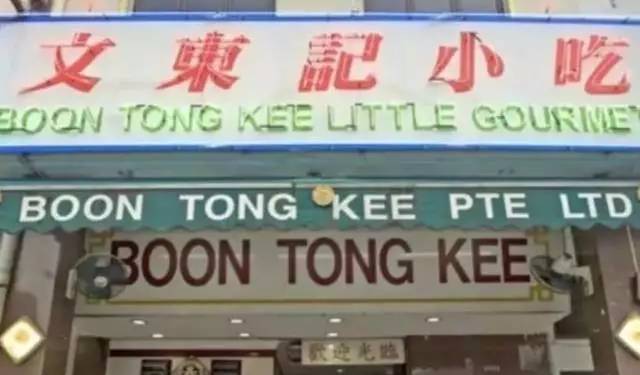 文東記小吃
BOON TONG KEE LITTLE GOURMET
BOON TONG KEE PTE LTD
BOON TONG KEE
歡迎光臨